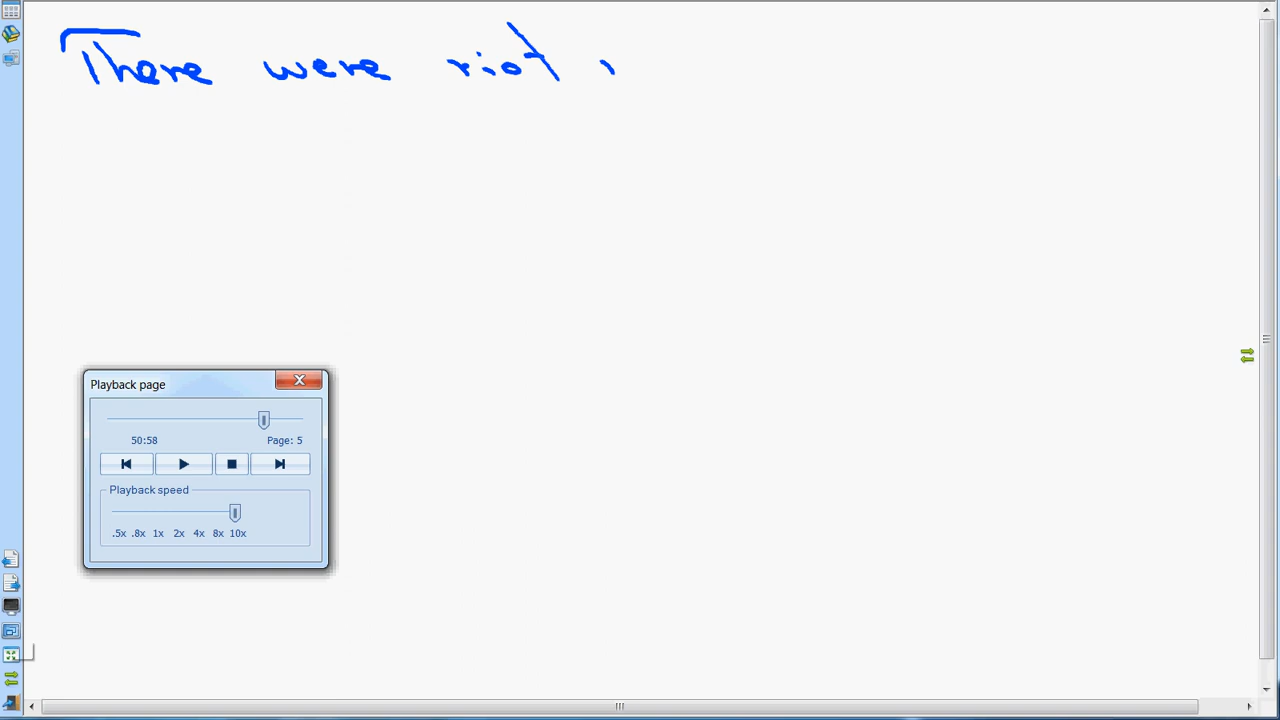 There were riot
Playback page
50:58 Page: 5
Playback speed
.5x .8x 1x 2x 4x 8x 10x